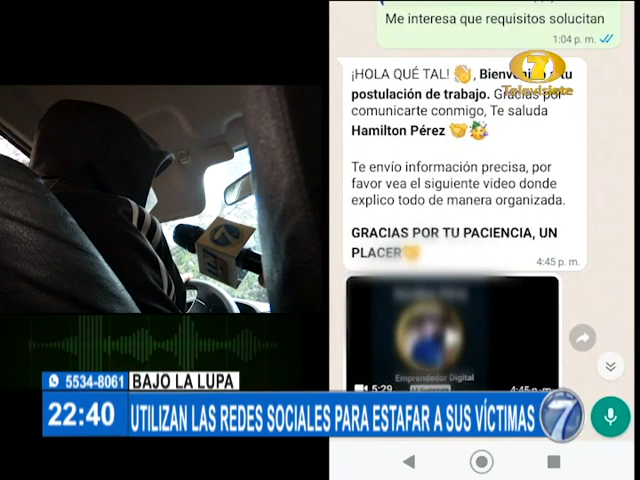 Me interesa que requisitos solucitan
1:04 p. m.
¡HOLA QUÉ TAL! 👋, Bienvenid a tu
postulación de trabajo. Gracias por
comunicarte conmigo, Te saluda
Hamilton Pérez 🤝🥳
Te envío información precisa, por
favor vea el siguiente video donde
explico todo de manera organizada.
GRACIAS POR TU PACIENCIA, UN
PLACER🤝
4:45 p. m.
7
Televisiete
7
Emprendedor Digital
5:29
4:45 p. m.
5534-8061
BAJO LA LUPA
22:40
UTILIZAN LAS REDES SOCIALES PARA ESTAFAR A SUS VÍCTIMAS
7